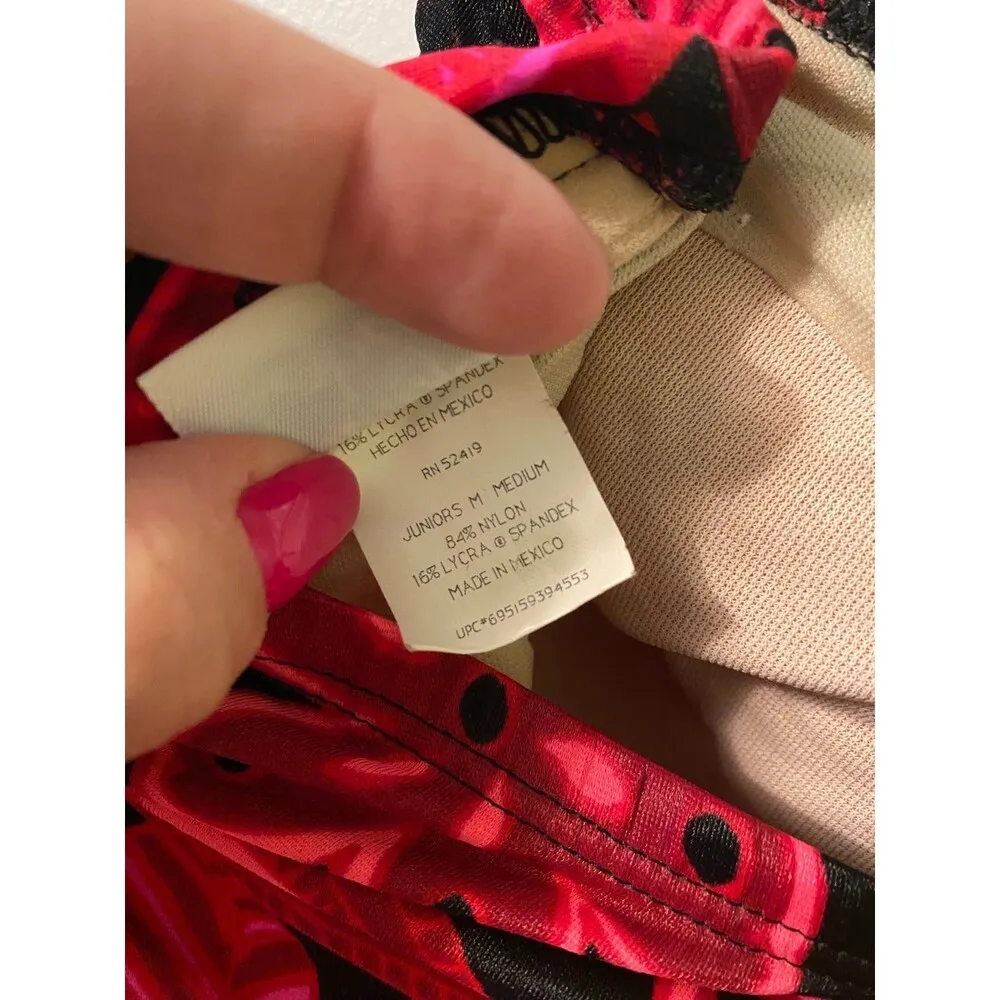 16% LYCRA ® SPANDEX
HECHO EN MEXICO
RN 52419
JUNIORS M MEDIUM
84% NYLON
16% LYCRA ® SPANDEX
MADE IN MEXICO
UPC#695159394553